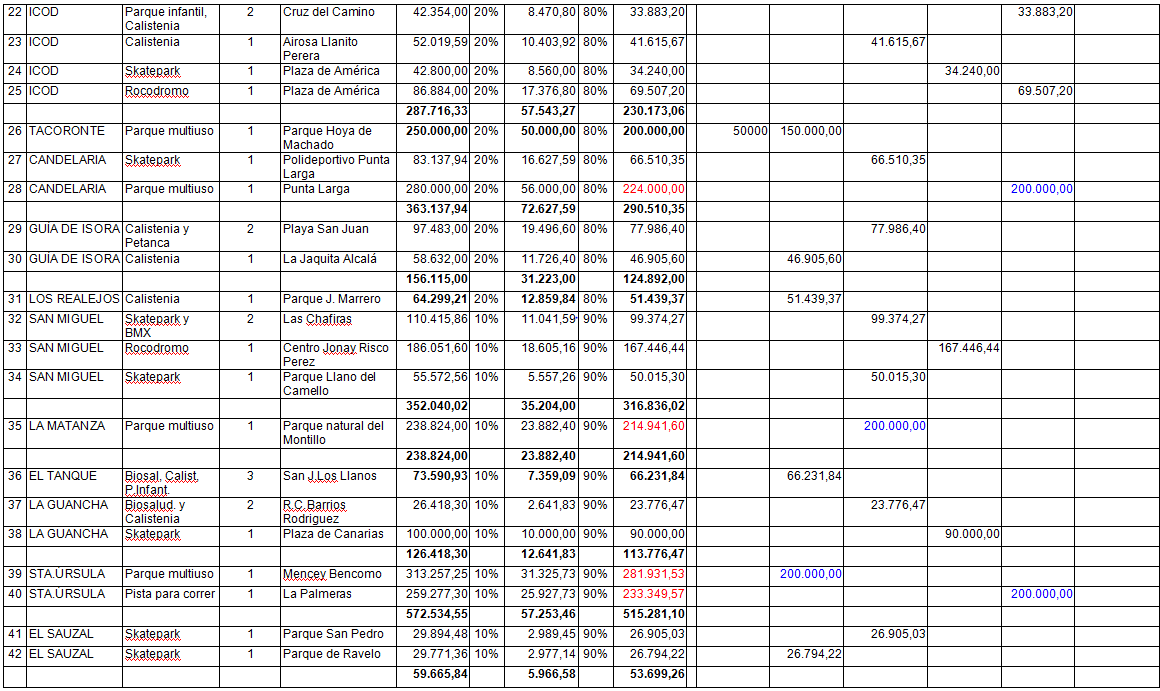 22 ICOD Parque infantil, 2 Cruz del Camino 42.354,00 20% 8.470,80 80% 33.883,20 33.883,20
Calistenia
23 ICOD Calistenia 1 Airosa Llanito 52.019,59 20% 10.403,92 80% 41.615,67 41.615,67
Perera
24 ICOD Skatepark 1 Plaza de América 42.800,00 20% 8.560,00 80% 34.240,00 34.240,00
25 ICOD Rocodromo 1 Plaza de América 86.884,00 20% 17.376,80 80% 69.507,20 69.507,20
287.716,33 57.543,27 230.173,06
26 TACORONTE Parque multiuso 1 Parque Hoya de 250.000,00 20% 50.000,00 80% 200.000,00 50000 150.000,00
Machado
27 CANDELARIA Skatepark 1 Polideportivo Punta 83.137,94 20% 16.627,59 80% 66.510,35 66.510,35
Larga
28 CANDELARIA Parque multiuso 1 Punta Larga 280.000,00 20% 56.000,00 80% 224.000,00 200.000,00
363.137,94 72.627,59 290.510,35
29 GUÍA DE ISORA Calistenia y 2 Playa San Juan 97.483,00 20% 19.496,60 80% 77.986,40 77.986,40
Petanca
30 GUÍA DE ISORA Calistenia 1 La Jaquita Alcalá 58.632,00 20% 11.726,40 80% 46.905,60 46.905,60
156.115,00 31.223,00 124.892,00
31 LOS REALEJOS Calistenia 1 Parque J. Marrero 64.299,21 20% 12.859,84 80% 51.439,37 51.439,37
32 SAN MIGUEL Skatepark y 2 Las Chafiras 110.415,86 10% 11.041,59 90% 99.374,27 99.374,27
BMX
33 SAN MIGUEL Rocodromo 1 Centro Jonay Risco 186.051,60 10% 18.605,16 90% 167.446,44 167.446,44
Perez
34 SAN MIGUEL Skatepark 1 Parque Llano del 55.572,56 10% 5.557,26 90% 50.015,30 50.015,30
Camello
352.040,02 35.204,00 316.836,02
35 LA MATANZA Parque multiuso 1 Parque natural del 238.824,00 10% 23.882,40 90% 214.941,60 200.000,00
Montillo
238.824,00 23.882,40 214.941,60
36 EL TANQUE Biosal, Calist, 3 San J.Los Llanos 73.590,93 10% 7.359,09 90% 66.231,84 66.231,84
P.Infant.
37 LA GUANCHA Biosalud. y 2 R.C.Barrios 26.418,30 10% 2.641,83 90% 23.776,47 23.776,47
Calistenia Rodriguez
38 LA GUANCHA Skatepark 1 Plaza de Canarias 100.000,00 10% 10.000,00 90% 90.000,00 90.000,00
126.418,30 12.641,83 113.776,47
39 STA.ÚRSULA Parque multiuso 1 Mencey Bencomo 313.257,25 10% 31.325,73 90% 281.931,53 200.000,00
40 STA.ÚRSULA Pista para correr 1 La Palmeras 259.277,30 10% 25.927,73 90% 233.349,57 200.000,00
572.534,55 57.253,46 515.281,10
41 EL SAUZAL Skatepark 1 Parque San Pedro 29.894,48 10% 2.989,45 90% 26.905,03 26.905,03
42 EL SAUZAL Skatepark 1 Parque de Ravelo 29.771,36 10% 2.977,14 90% 26.794,22 26.794,22
59.665,84 5.966,58 53.699,26